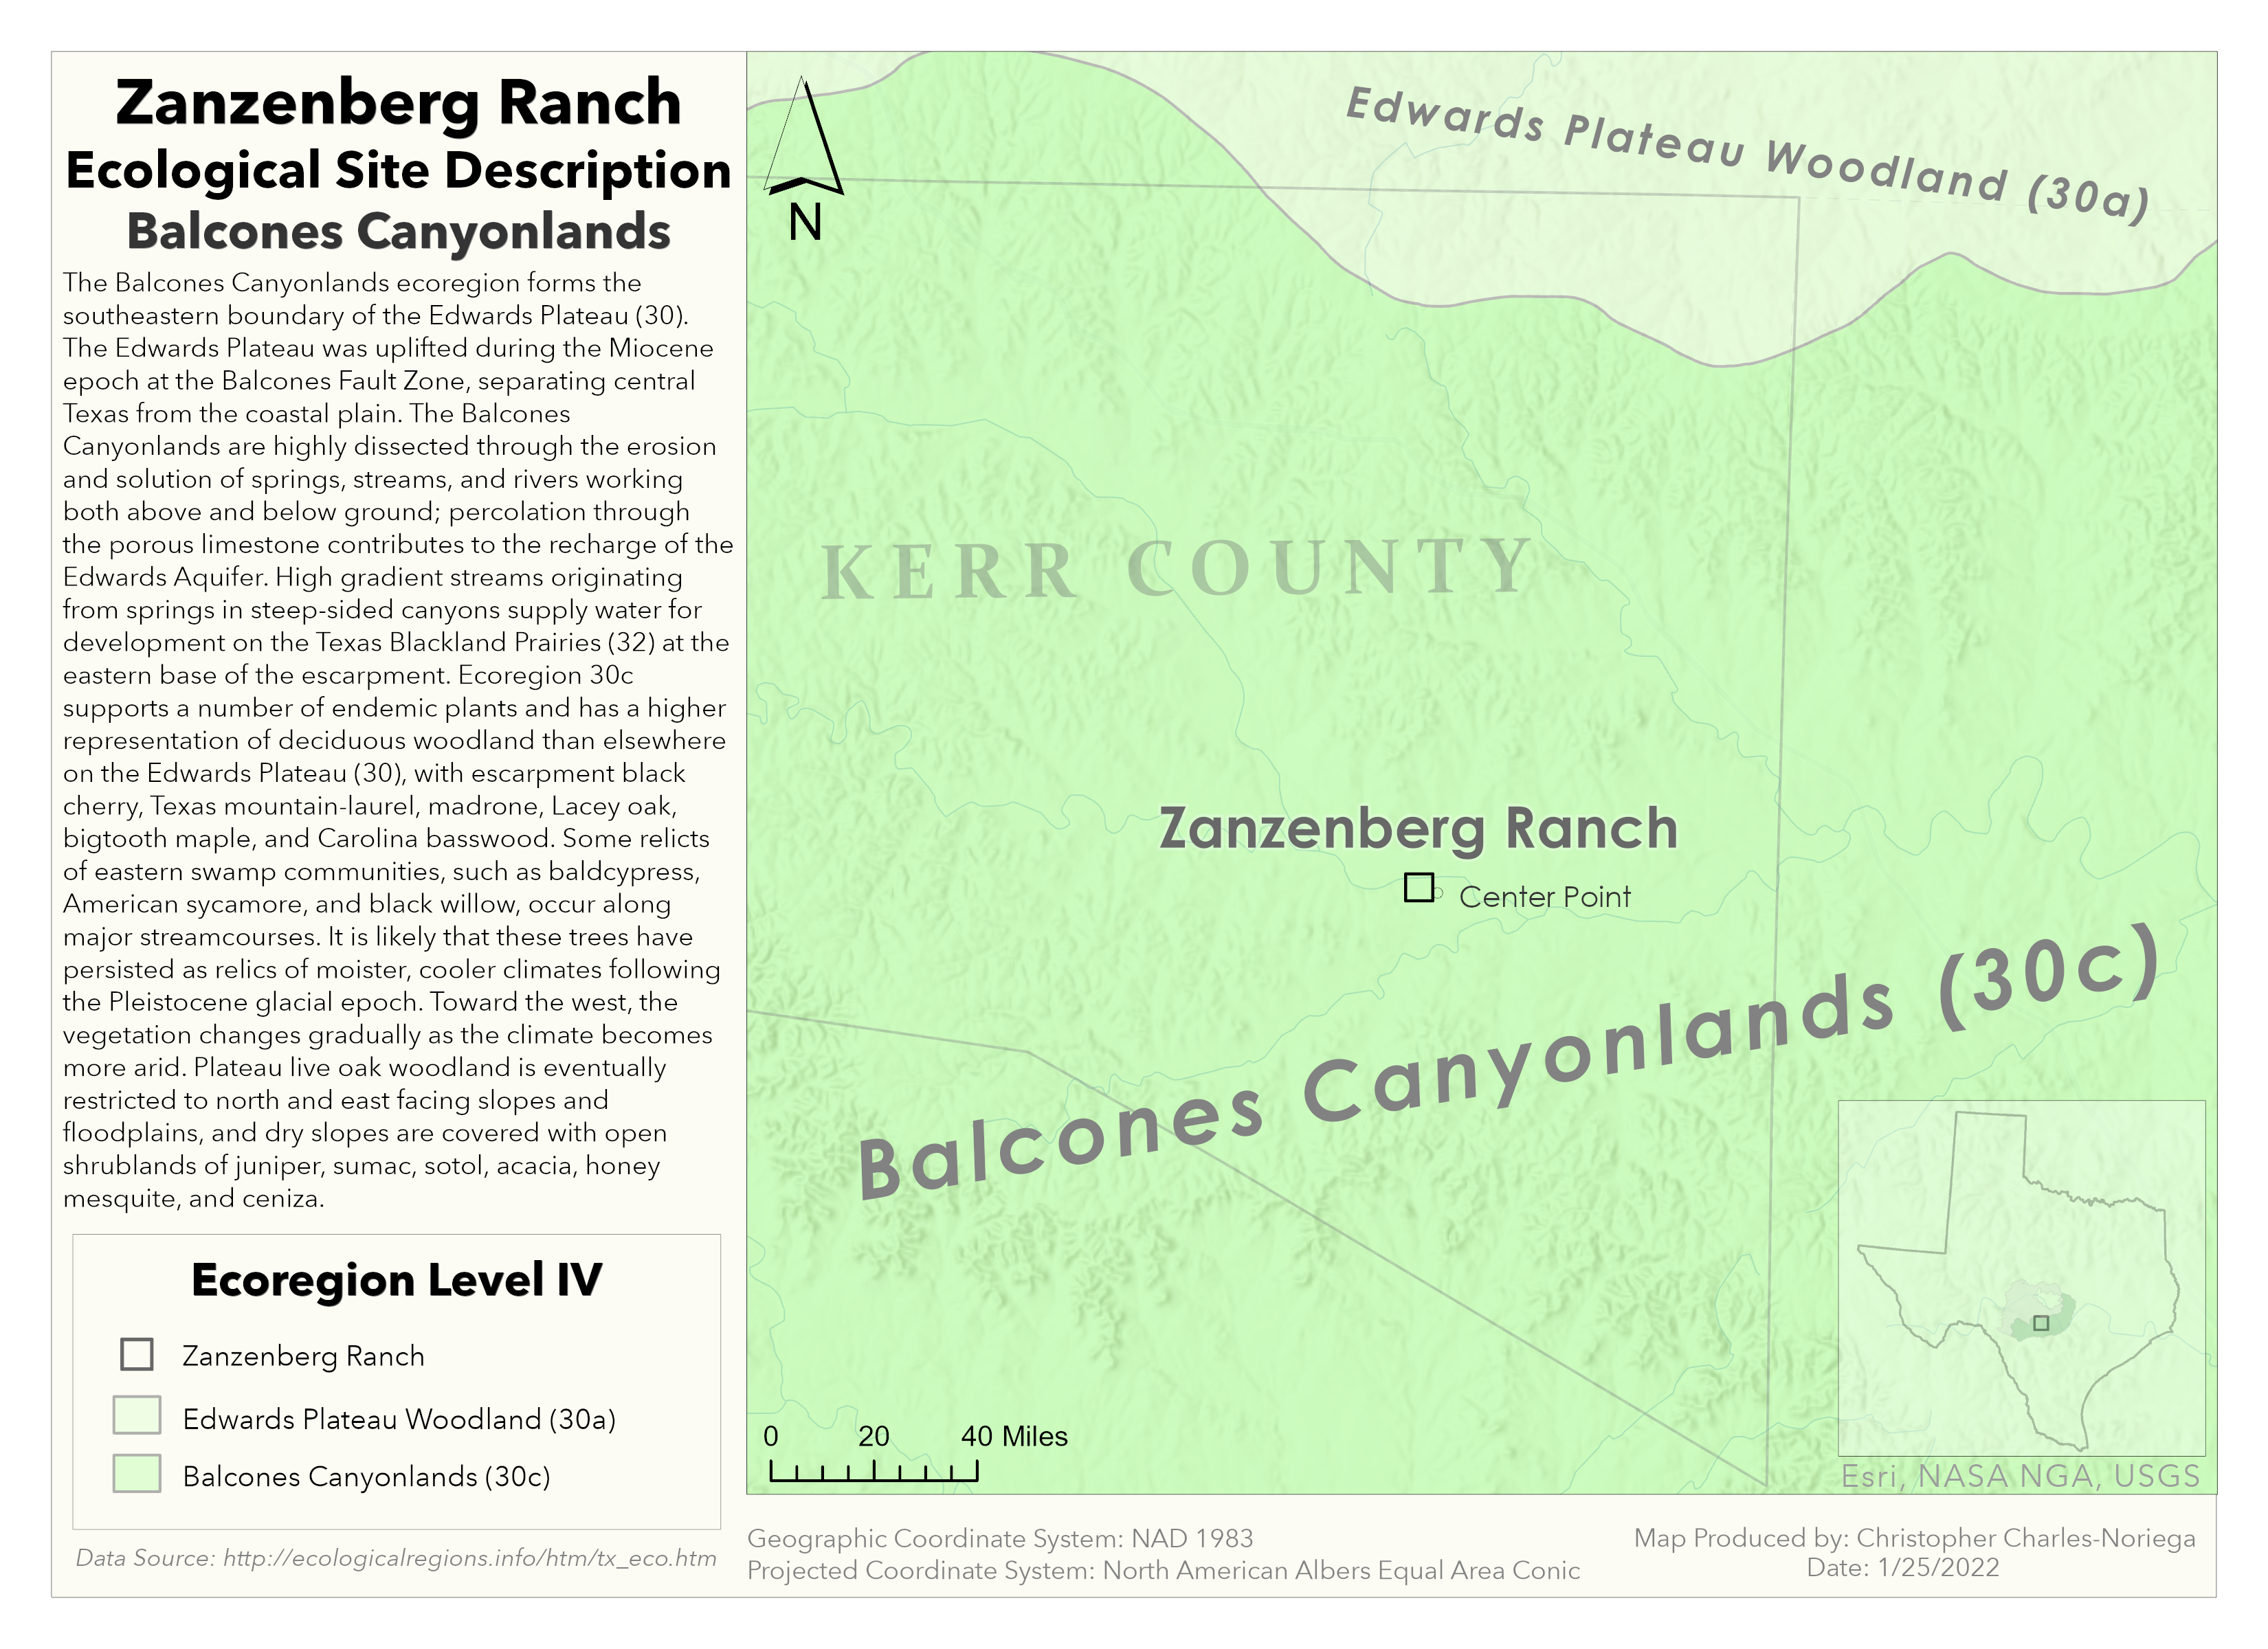 Zanzenberg Ranch
Ecological Site Description
Balcones Canyonlands
The Balcones Canyonlands ecoregion forms the
southeastern boundary of the Edwards Plateau (30).
The Edwards Plateau was uplifted during the Miocene
epoch at the Balcones Fault Zone, separating central
Texas from the coastal plain. The Balcones
Canyonlands are highly dissected through the erosion
and solution of springs, streams, and rivers working
both above and below ground; percolation through
the porous limestone contributes to the recharge of the
Edwards Aquifer. High gradient streams originating
from springs in steep-sided canyons supply water for
development on the Texas Blackland Prairies (32) at the
eastern base of the escarpment. Ecoregion 30c
supports a number of endemic plants and has a higher
representation of deciduous woodland than elsewhere
on the Edwards Plateau (30), with escarpment black
cherry, Texas mountain-laurel, madrone, Lacey oak,
bigtooth maple, and Carolina basswood. Some relicts
of eastern swamp communities, such as baldcypress,
American sycamore, and black willow, occur along
major streamcourses. It is likely that these trees have
persisted as relics of moister, cooler climates following
the Pleistocene glacial epoch. Toward the west, the
vegetation changes gradually as the climate becomes
more arid. Plateau live oak woodland is eventually
restricted to north and east facing slopes and
floodplains, and dry slopes are covered with open
shrublands of juniper, sumac, sotol, acacia, honey
mesquite, and ceniza.
Ecoregion Level IV
Zanzenberg Ranch
Edwards Plateau Woodland (30a)
Balcones Canyonlands (30c)
Data Source: http://ecologicalregions.info/htm/tx_eco.htm
N
Edwards Plateau Woodland (30a)
KERR COUNTY
Zanzenberg Ranch
Center Point
Balcones Canyonlands (30c)
0 20 40 Miles
Esri, NASA NGA, USGS
Geographic Coordinate System: NAD 1983
Projected Coordinate System: North American Albers Equal Area Conic
Map Produced by: Christopher Charles-Noriega
Date: 1/25/2022